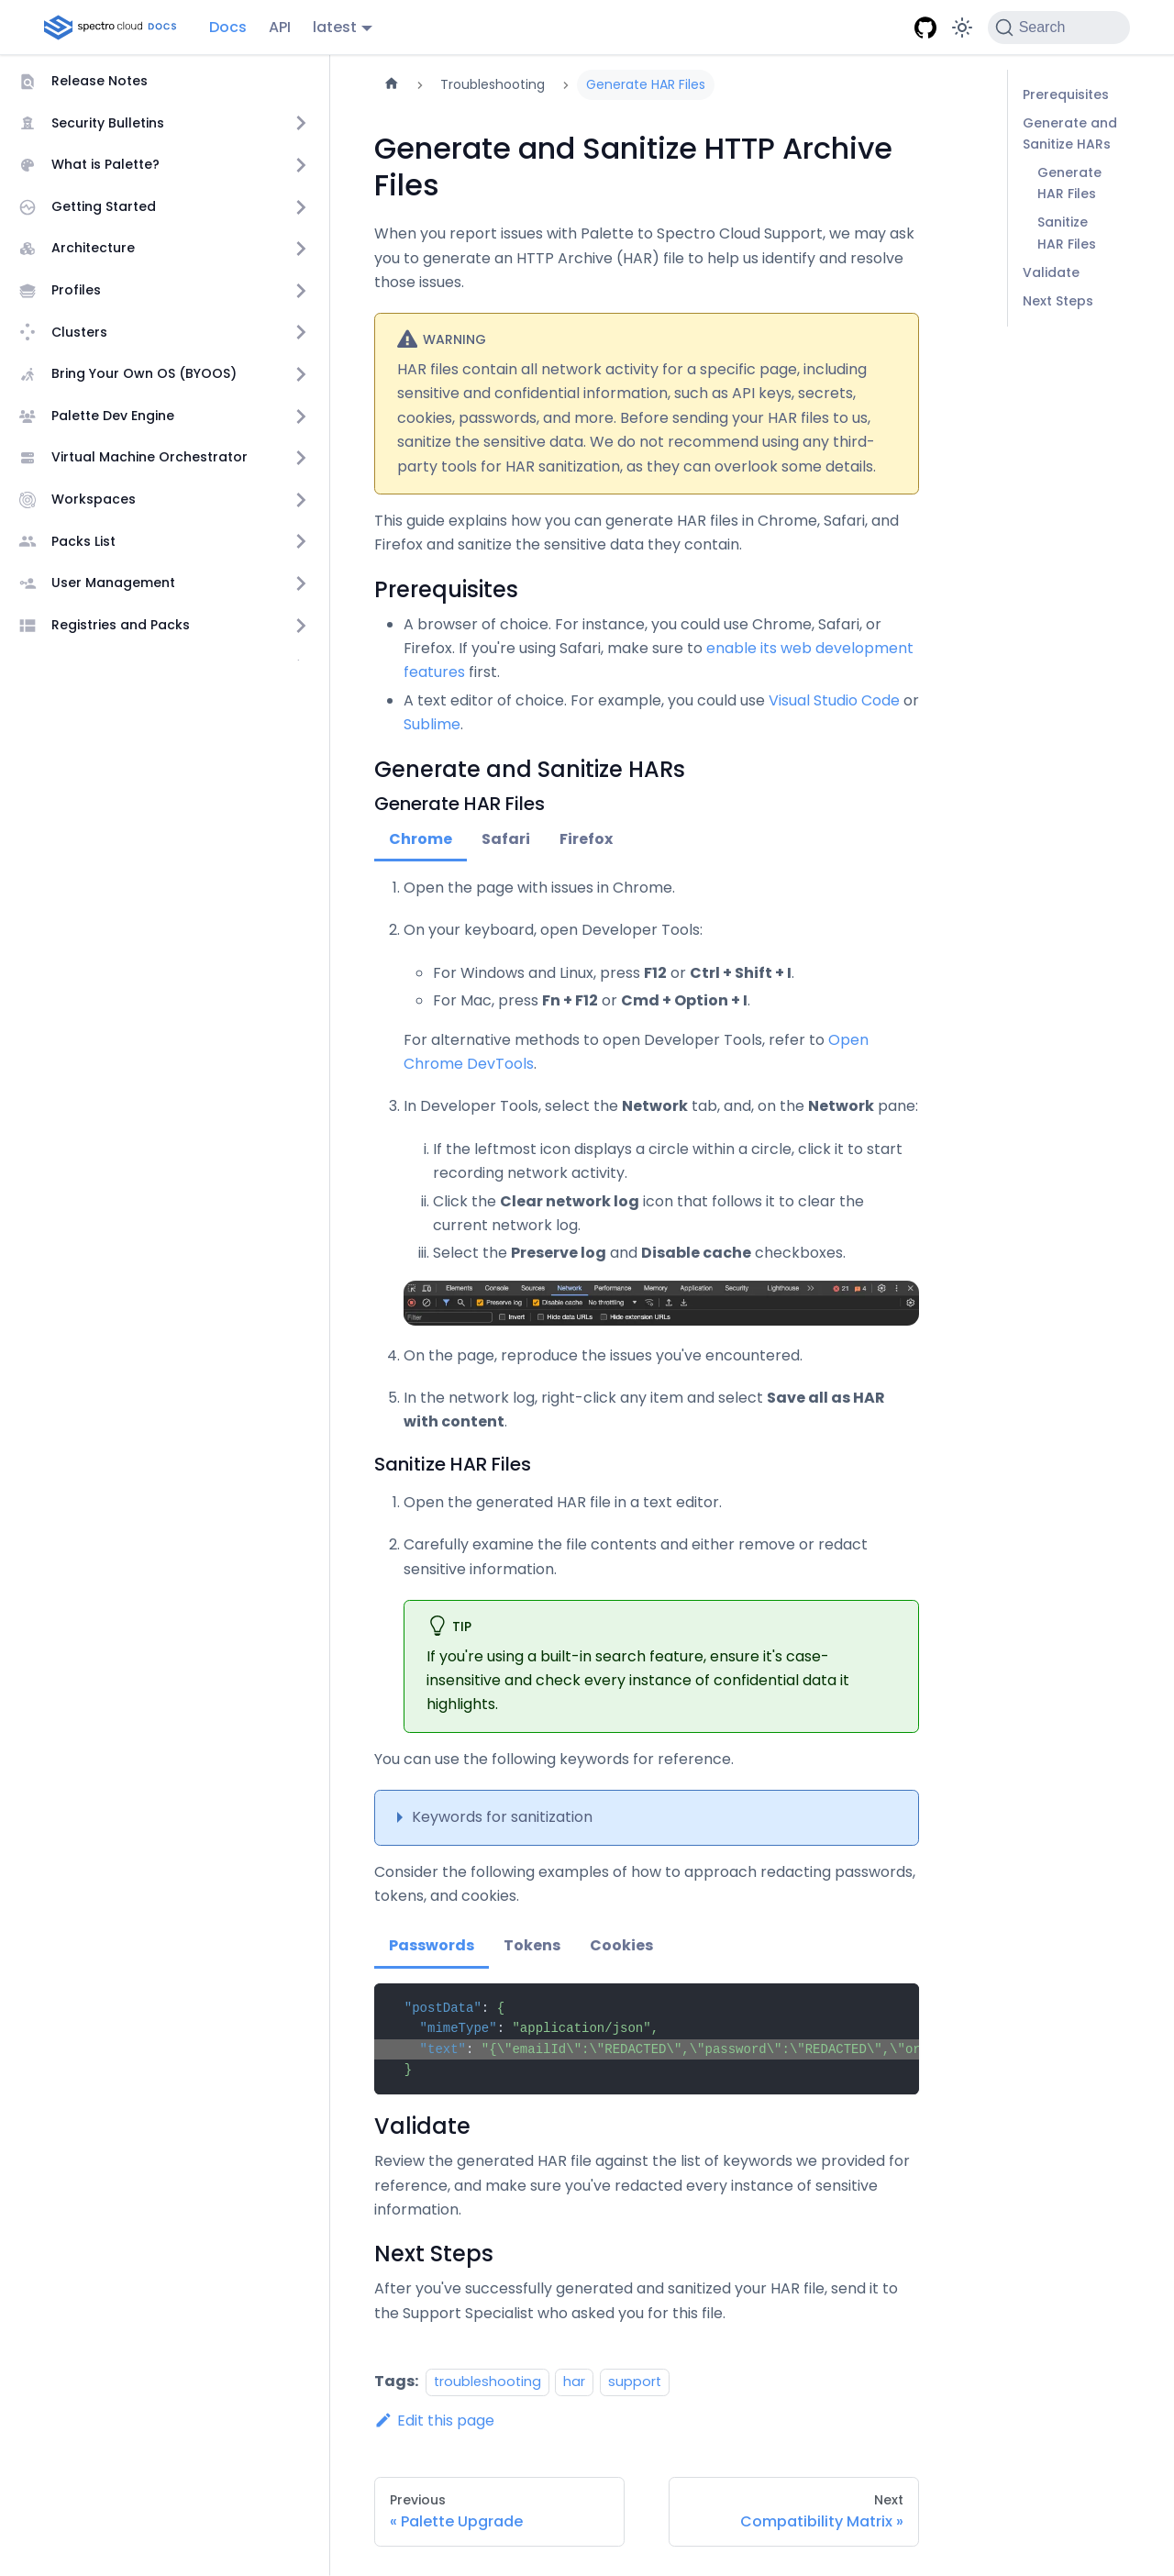 spectro cloud DOCS
Docs
API
latest
Search
Release Notes
Security Bulletins
What is Palette?
Getting Started
Architecture
Profiles
Clusters
Bring Your Own OS (BYOOS)
Palette Dev Engine
Virtual Machine Orchestrator
Workspaces
Packs List
User Management
Registries and Packs
Troubleshooting
Generate HAR Files
Generate and Sanitize HTTP Archive
Files
When you report issues with Palette to Spectro Cloud Support, we may ask
you to generate an HTTP Archive (HAR) file to help us identify and resolve
those issues.
WARNING
HAR files contain all network activity for a specific page, including
sensitive and confidential information, such as API keys, secrets,
cookies, passwords, and more. Before sending your HAR files to us,
sanitize the sensitive data. We do not recommend using any third-
party tools for HAR sanitization, as they can overlook some details.
This guide explains how you can generate HAR files in Chrome, Safari, and
Firefox and sanitize the sensitive data they contain.
Prerequisites
• A browser of choice. For instance, you could use Chrome, Safari, or
Firefox. If you're using Safari, make sure to enable its web development
features first.
• A text editor of choice. For example, you could use Visual Studio Code or
Sublime.
Generate and Sanitize HARs
Generate HAR Files
Chrome
Safari
Firefox
1. Open the page with issues in Chrome.
2. On your keyboard, open Developer Tools:
◦ For Windows and Linux, press F12 or Ctrl + Shift + I.
◦ For Mac, press Fn + F12 or Cmd + Option + I.
For alternative methods to open Developer Tools, refer to Open
Chrome DevTools.
3. In Developer Tools, select the Network tab, and, on the Network pane:
i. If the leftmost icon displays a circle within a circle, click it to start
recording network activity.
ii. Click the Clear network log icon that follows it to clear the
current network log.
iii. Select the Preserve log and Disable cache checkboxes.
Elements Console Sources Network Performance Memory Application Security Lighthouse >> 21 4
Preserve log Disable cache No throttling
Filter Invert Hide data URLs Hide extension URLs
4. On the page, reproduce the issues you've encountered.
5. In the network log, right-click any item and select Save all as HAR
with content.
Sanitize HAR Files
1. Open the generated HAR file in a text editor.
2. Carefully examine the file contents and either remove or redact
sensitive information.
TIP
If you're using a built-in search feature, ensure it's case-
insensitive and check every instance of confidential data it
highlights.
You can use the following keywords for reference.
Keywords for sanitization
Consider the following examples of how to approach redacting passwords,
tokens, and cookies.
Passwords
Tokens
Cookies
"postData": {
"mimeType": "application/json",
"text": "{\"emailId\":\"REDACTED\",\"password\":\"REDACTED\",\"or
}
Validate
Review the generated HAR file against the list of keywords we provided for
reference, and make sure you've redacted every instance of sensitive
information.
Next Steps
After you've successfully generated and sanitized your HAR file, send it to
the Support Specialist who asked you for this file.
Tags: troubleshooting har support
Edit this page
Previous
« Palette Upgrade
Next
Compatibility Matrix »
Prerequisites
Generate and
Sanitize HARs
Generate
HAR Files
Sanitize
HAR Files
Validate
Next Steps